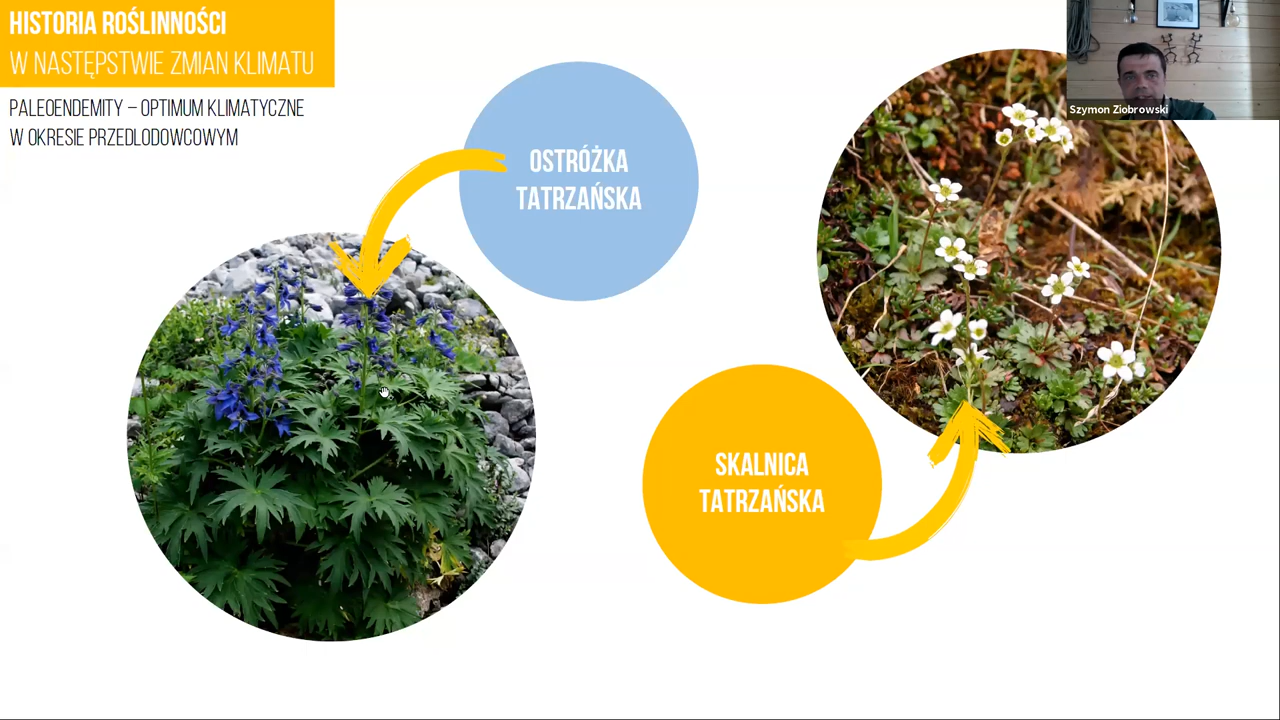 HISTORIA ROŚLINNOŚCI
W NASTĘPSTWIE ZMIAN KLIMATU
PALEOENDEMITY – OPTIMUM KLIMATYCZNE
W OKRESIE PRZEDLODOWCOWYM
OSTRÓŻKA
TATRZAŃSKA
SKALNICA
TATRZAŃSKA
Szymon Ziobrowski